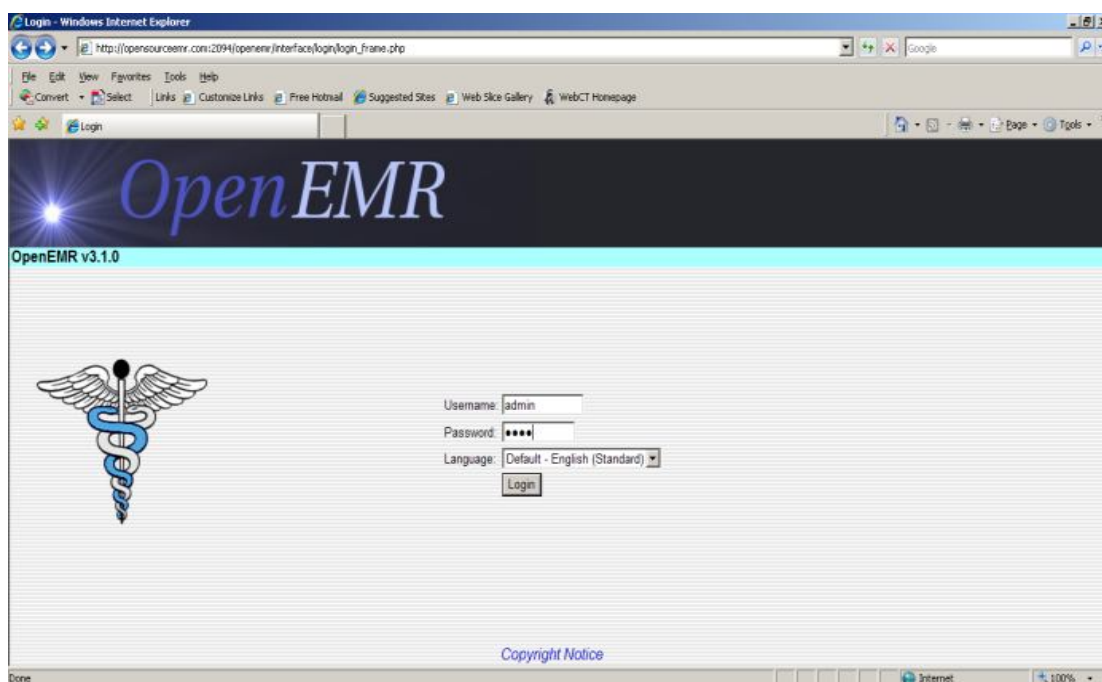 Login - Windows Internet Explorer
http://opensourceemr.com:2094/openemr/interface/login/login_frame.php
Google
File Edit View Favorites Tools Help
Convert Select Links Customize Links Free Hotmail Suggested Sites Web Slice Gallery WebCT Homepage
Login Page Tools
OpenEMR
OpenEMR v3.1.0
Username: admin
Password: ••••
Language: Default - English (Standard)
Login
Copyright Notice
Done Internet 100%